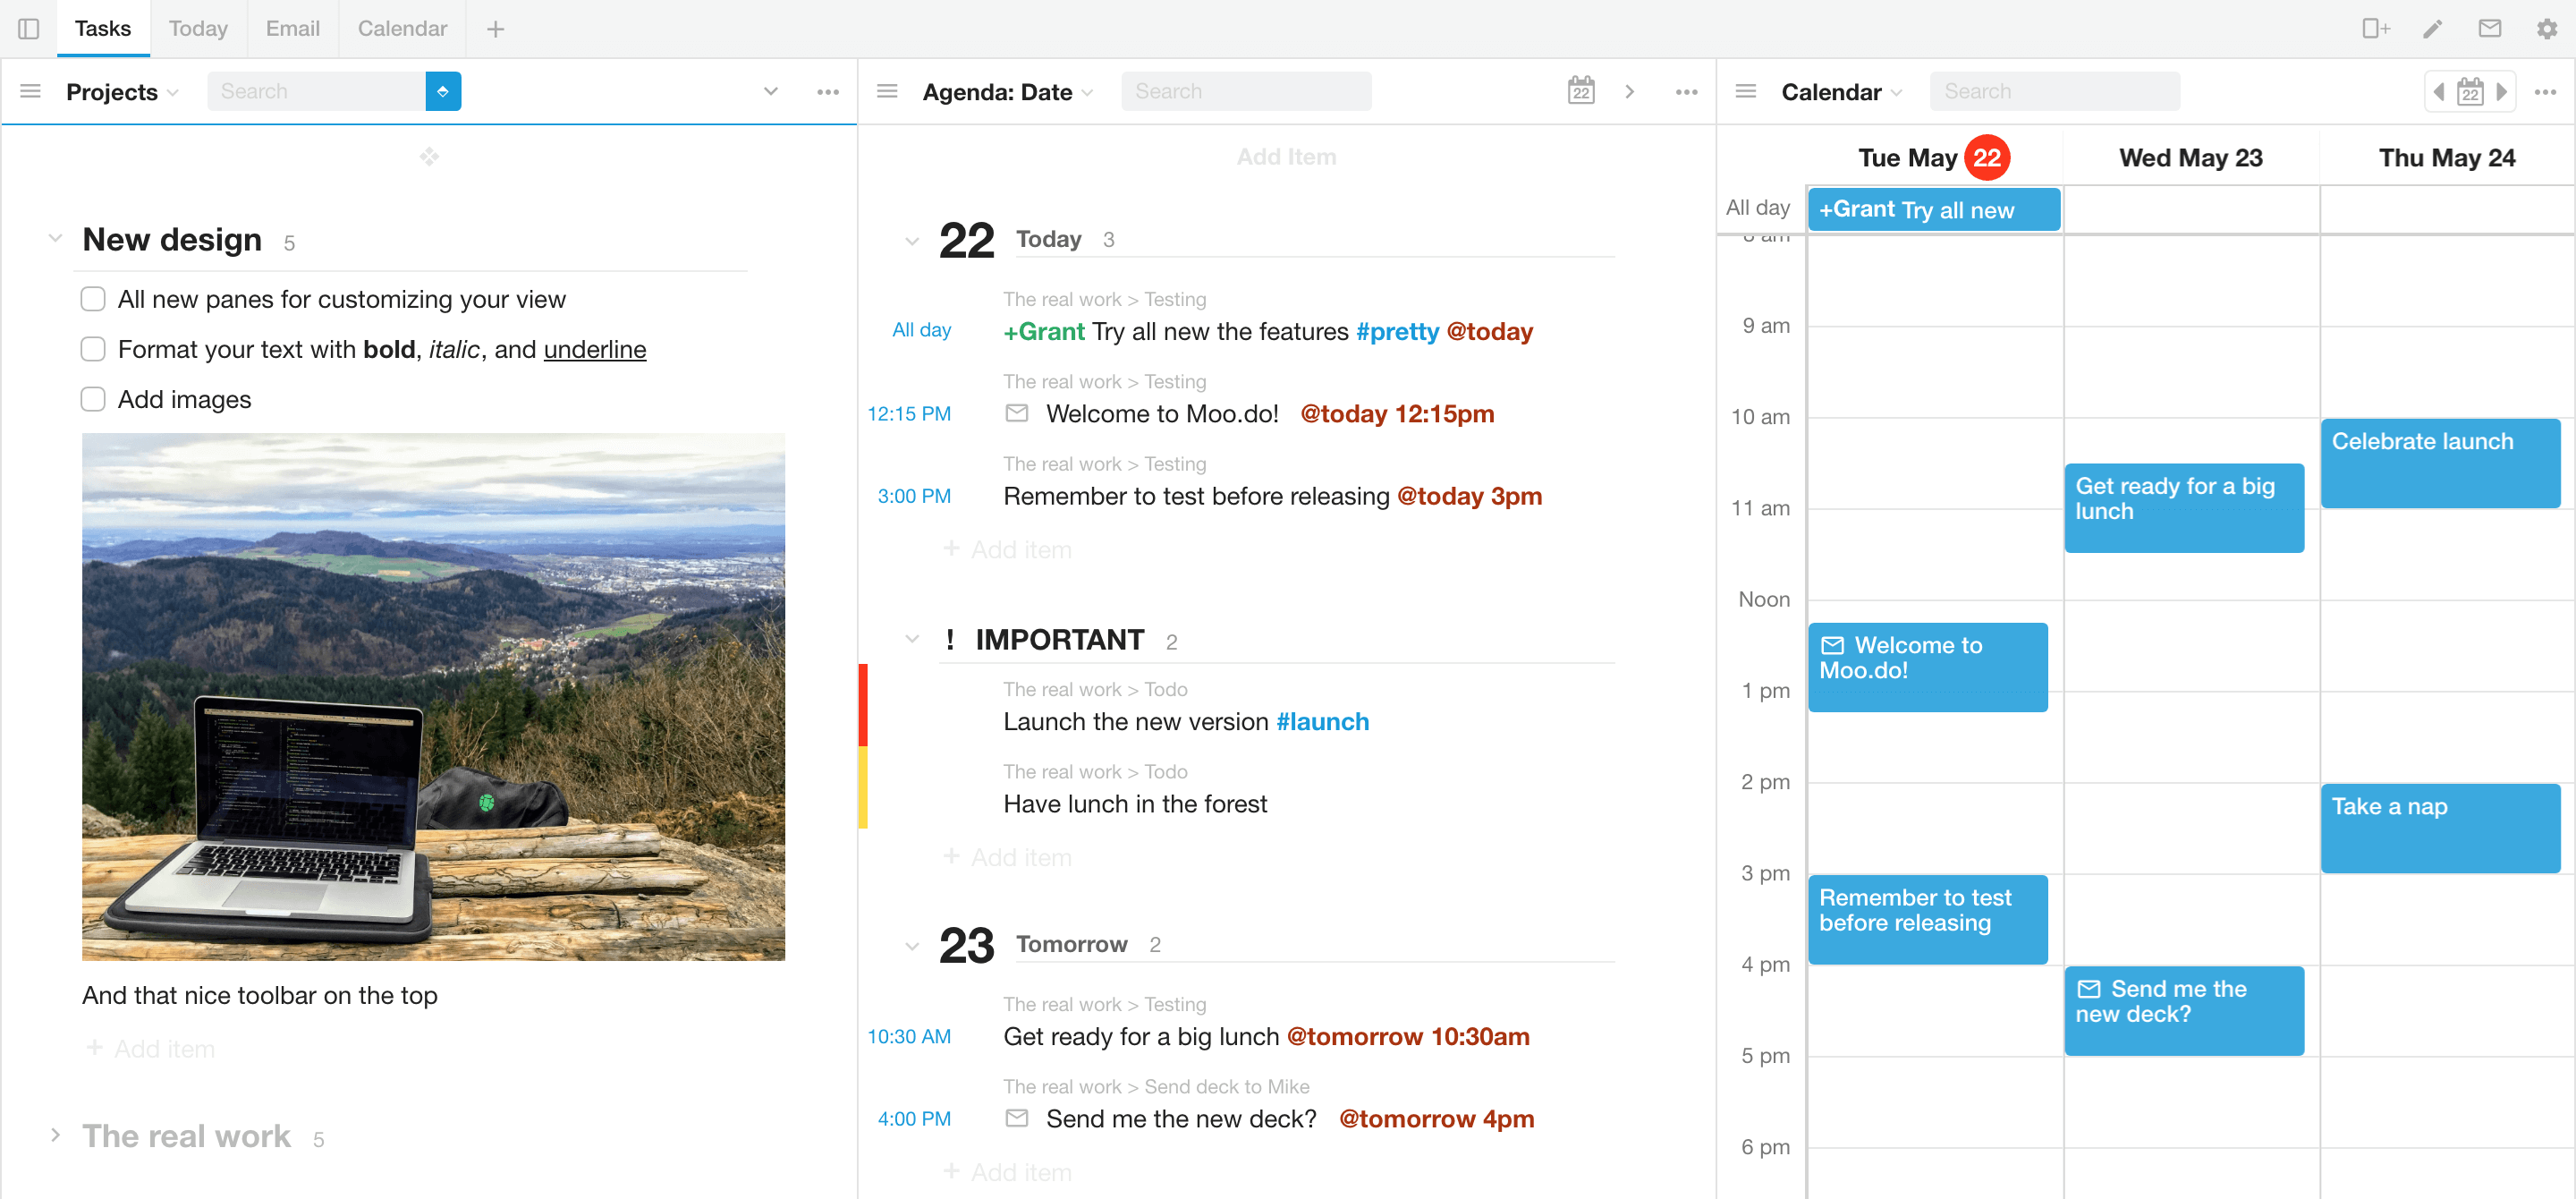 Tasks Today Email Calendar +
Projects Search
New design 5
All new panes for customizing your view
Format your text with bold, italic, and underline
Add images
And that nice toolbar on the top
+ Add item
The real work 5
Agenda: Date Search 22
Add Item
22 Today 3
The real work > Testing
All day +Grant Try all new the features #pretty @today
The real work > Testing
12:15 PM Welcome to Moo.do! @today 12:15pm
The real work > Testing
3:00 PM Remember to test before releasing @today 3pm
+ Add item
! IMPORTANT 2
The real work > Todo
Launch the new version #launch
The real work > Todo
Have lunch in the forest
+ Add item
23 Tomorrow 2
The real work > Testing
10:30 AM Get ready for a big lunch @tomorrow 10:30am
The real work > Send deck to Mike
4:00 PM Send me the new deck? @tomorrow 4pm
+ Add item
Calendar Search 22
Tue May 22 Wed May 23 Thu May 24
All day +Grant Try all new
9 am
10 am
Celebrate launch
Get ready for a big
lunch
11 am
Noon
Welcome to
Moo.do!
1 pm
2 pm
Take a nap
3 pm
Remember to test
before releasing
4 pm
Send me the
new deck?
5 pm
6 pm